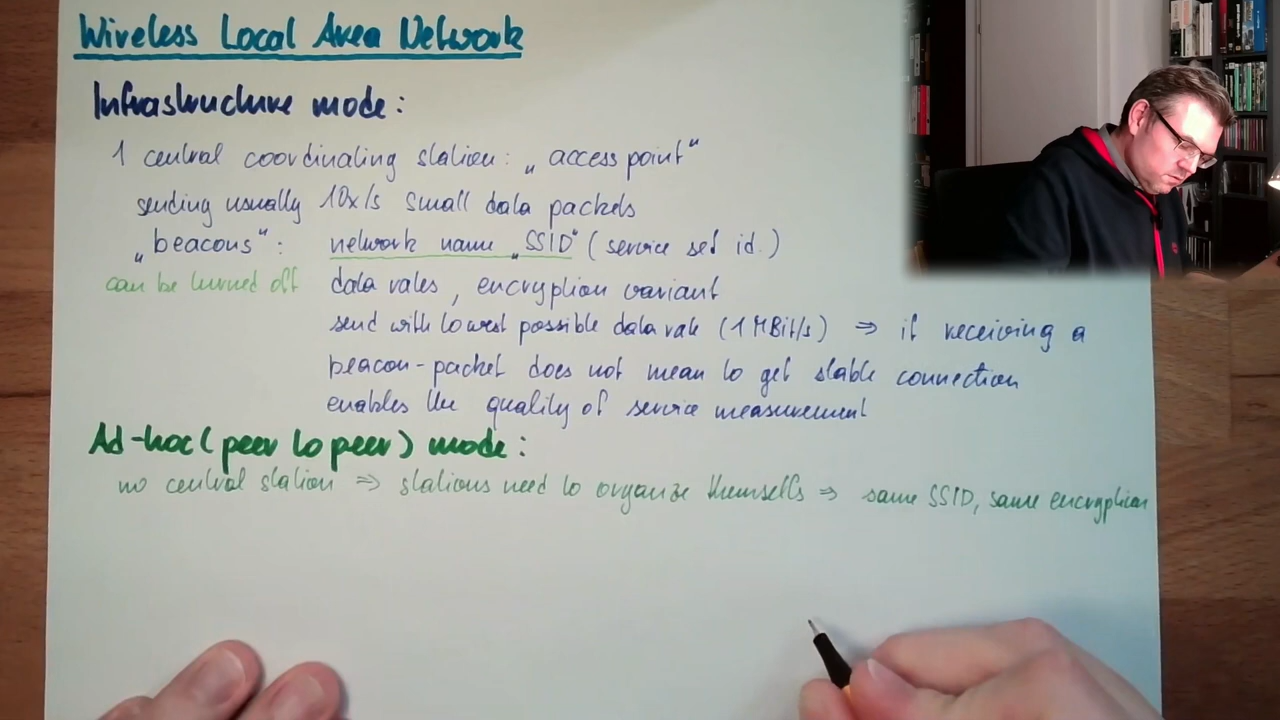 Wireless Local Area Network
Infrastructure mode:
1 central coordinating station: „access point“
sending usually 10x/s small data packets
„beacons“: network name „SSID“ (service set id.)
can be turned off data rates, encryption variant
send with lowest possible data rate (1 MBit/s) ⇒ if receiving a
beacon-packet does not mean to get stable connection
enables the quality of service measurement
Ad-hoc (peer to peer) mode:
no central station ⇒ stations need to organize themselfs ⇒ same SSID, same encryption